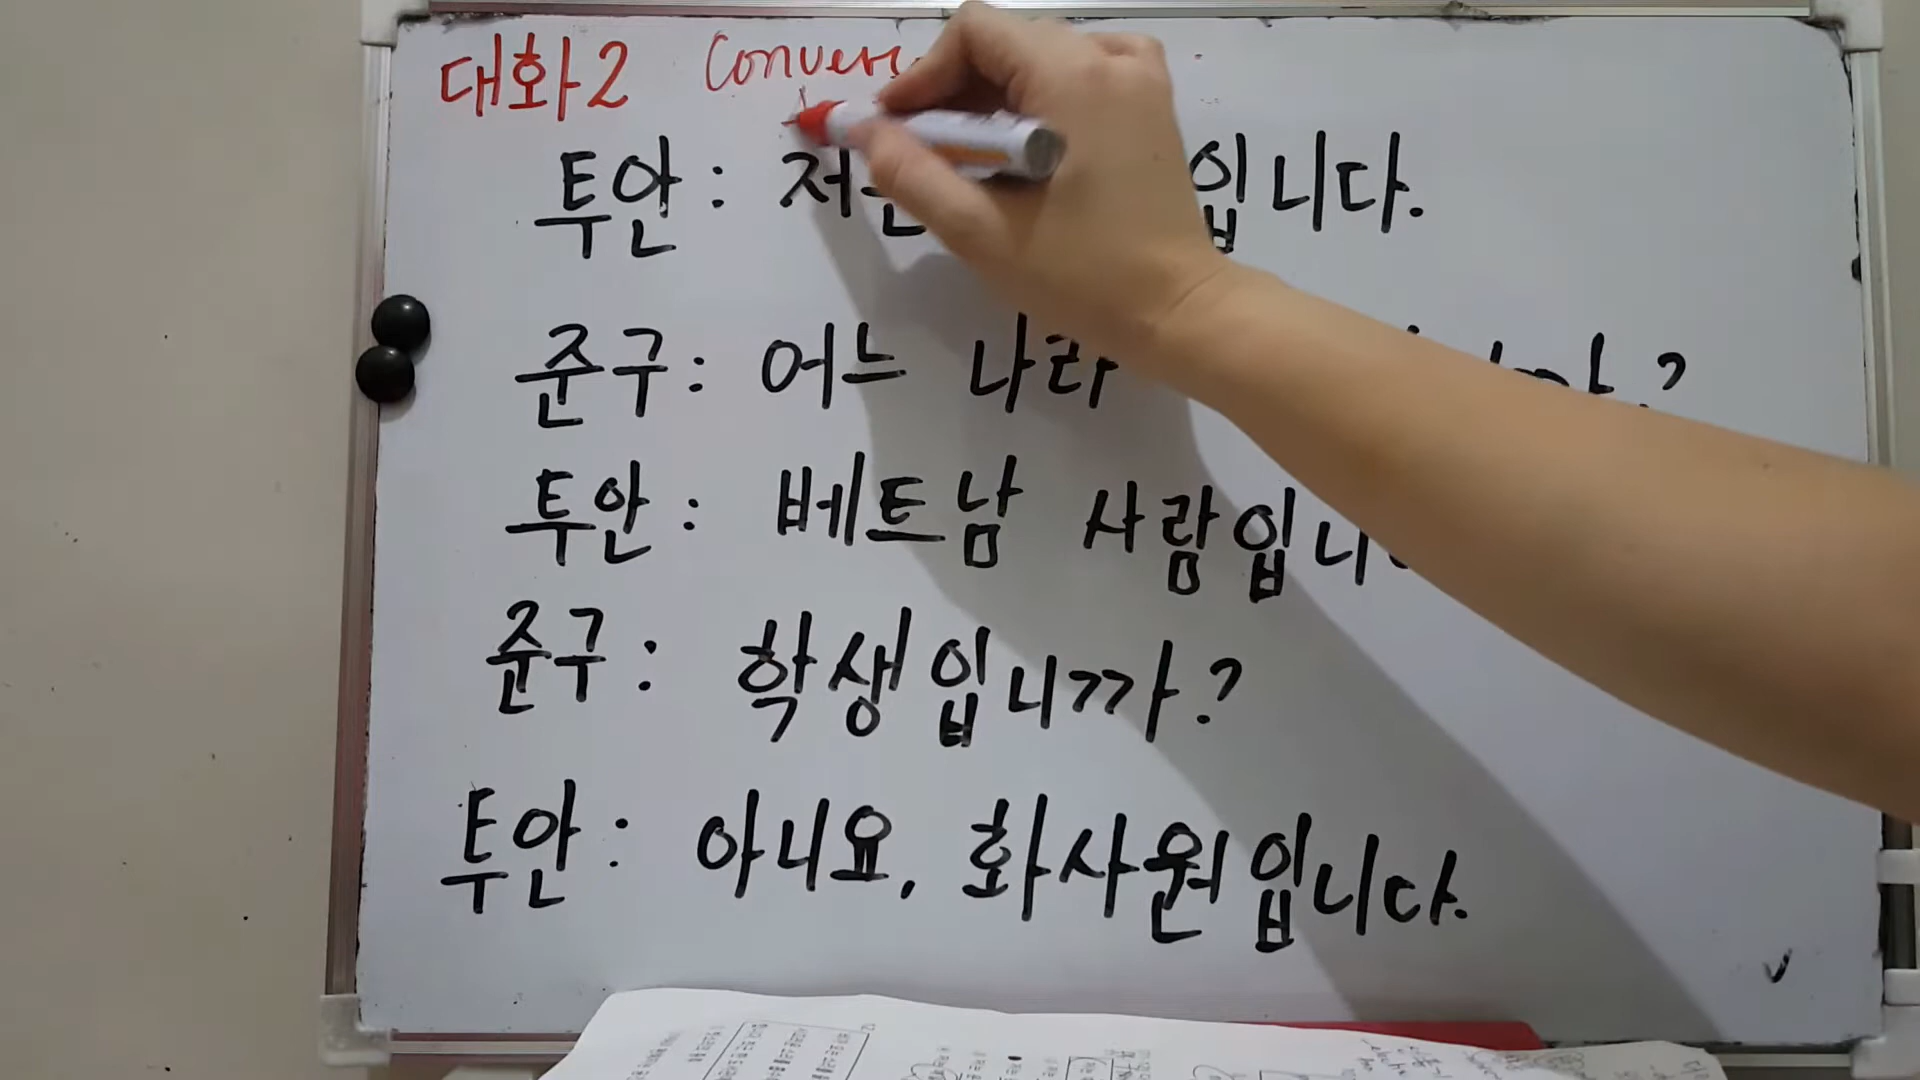 대화2 Convers
투안: 저는 입니다.
준구: 어느 나라 ?
투안: 베트남 사람입니
준구: 학생입니까?
투안: 아니요, 화사원입니다.